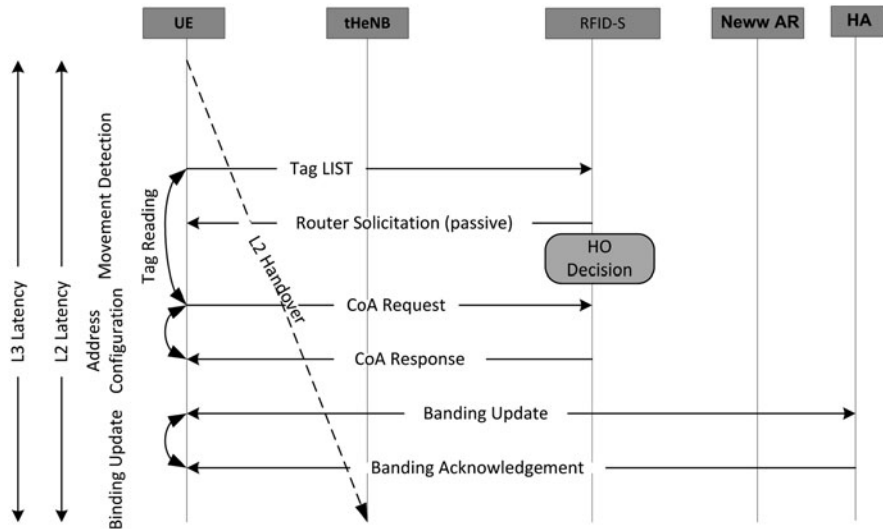 UE
tHeNB
RFID-S
Neww AR
HA
L3 Latency
L2 Latency
Movement Detection
Tag Reading
Address
Configuration
Binding Update
L2 Handover
Tag LIST
Router Solicitation (passive)
HO
Decision
CoA Request
CoA Response
Banding Update
Banding Acknowledgement